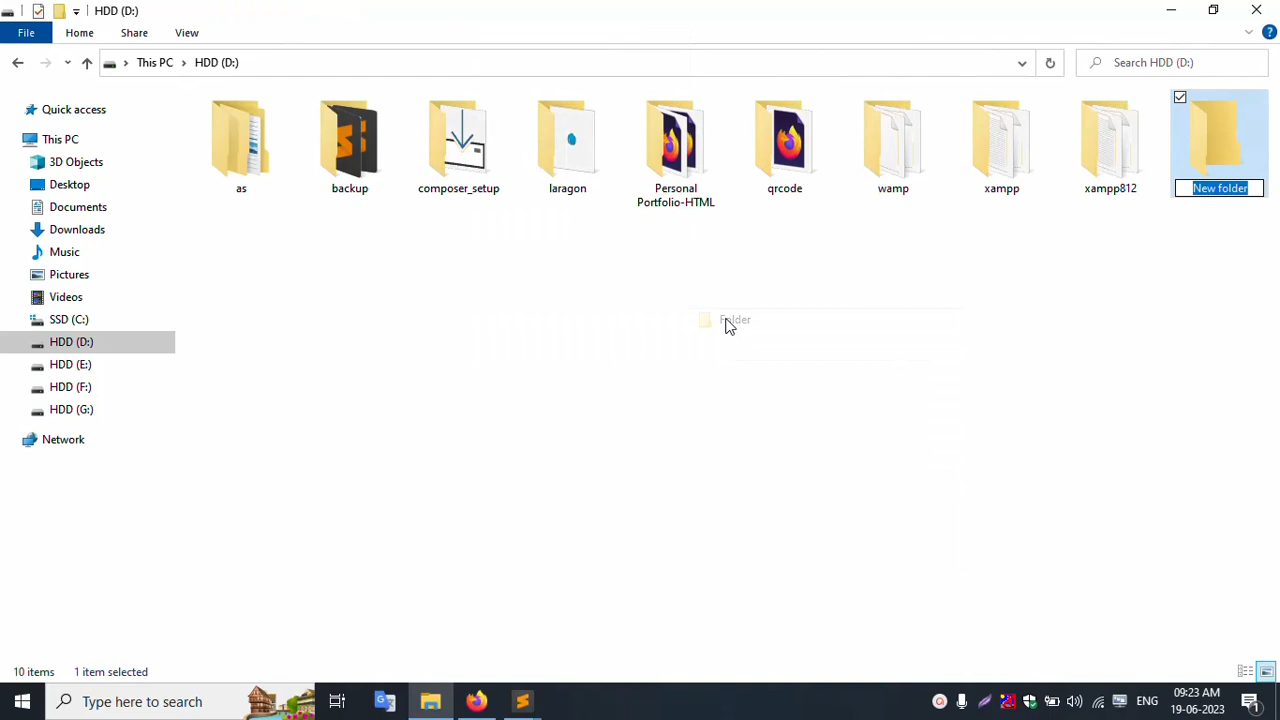 HDD (D:)
File Home Share View
This PC HDD (D:) Search HDD (D:)
Quick access
This PC
3D Objects
Desktop
Documents
Downloads
Music
Pictures
Videos
SSD (C:)
HDD (D:)
HDD (E:)
HDD (F:)
HDD (G:)
Network
as backup composer_setup laragon Personal qrcode wamp xampp xampp812 New folder
Portfolio-HTML
Folder
10 items 1 item selected
Type here to search ENG 09:23 AM
19-06-2023 1